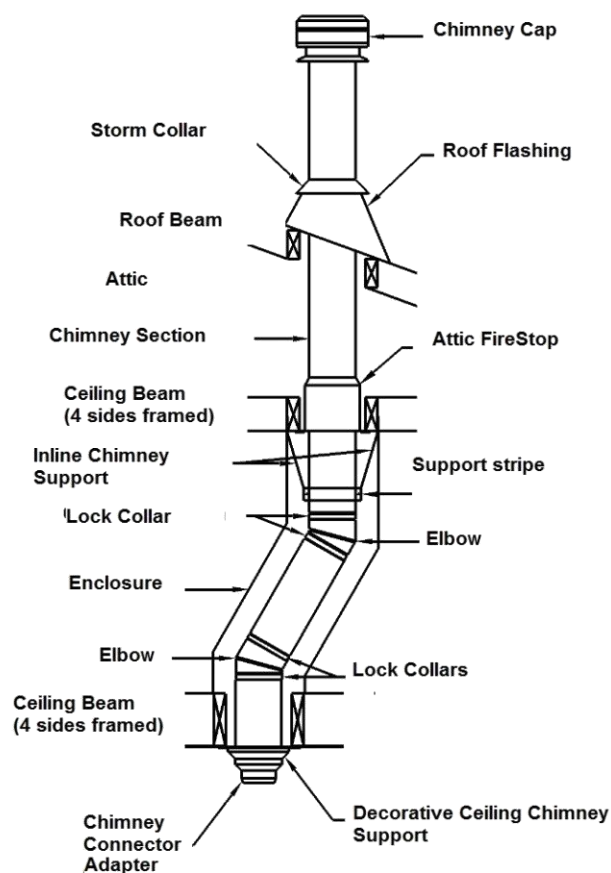 Chimney Cap
Storm Collar
Roof Flashing
Roof Beam
Attic
Chimney Section
Attic FireStop
Ceiling Beam
(4 sides framed)
Inline Chimney
Support
Support stripe
Lock Collar
Elbow
Enclosure
Elbow
Lock Collars
Ceiling Beam
(4 sides framed)
Decorative Ceiling Chimney
Support
Chimney
Connector
Adapter